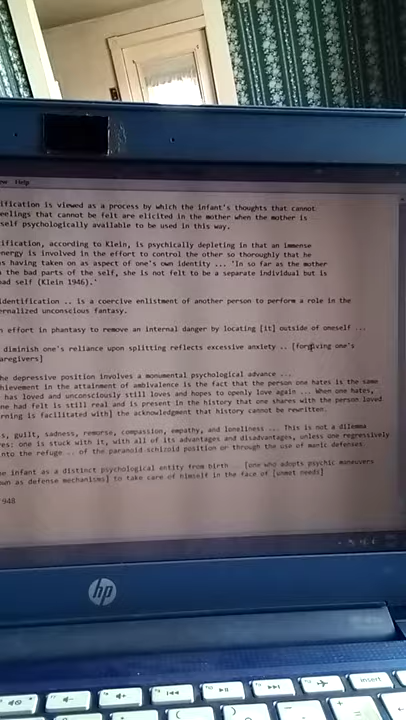 ew Help
ification is viewed as a process by which the infant's thoughts that cannot
eelings that cannot be felt are elicited in the mother when the mother is
self psychologically available to be used in this way.
ification, according to Klein, is psychically depleting in that an immense
nergy is involved in the effort to control the other so thoroughly that he
s having taken on as aspect of one's own identity ... 'in so far as the mother
n the bad parts of the self, she is not felt to be a separate individual but is
ad self (Klein 1946).'
identification .. is a coercive enlistment of another person to perform a role in the
ernalized unconscious fantasy.
n effort in phantasy to remove an internal danger by locating [it] outside of oneself ...
diminish one's reliance upon splitting reflects excessive anxiety .. [forgiving one's
aregivers]
he depressive position involves a monumental psychological advance ...
hievement in the attainment of ambivalence is the fact that the person one hates is the same
has loved and unconsciously still loves and hopes to openly love again ... When one hates,
ne had felt is still real and is present in the history that one shares with the person loved
rning is facilitated with] the acknowledgment that history cannot be rewritten.
s, guilt, sadness, remorse, compassion, empathy, and loneliness ... This is not a dilemma
res: one is stuck with it, with all of its advantages and disadvantages, unless one regressively
into the refuge .. of the paranoid schizoid position or through the use of manic defenses
he infant as a distinct psychological entity from birth .. [one who adopts psychic maneuvers
own as defense mechanisms] to take care of himself in the face of [unmet needs]
948
hp
insert